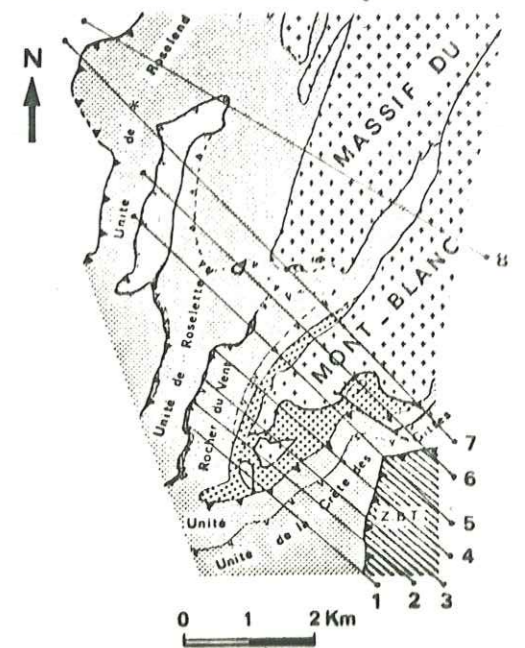 N
Unité de Roselend
MASSIF DU
MONT-BLANC
8
Unité de Roselette
Rocher du Vent
Unité
Unité de la Crête des Gittes
Z.B.T.
7
6
5
4
1 2 3
0 1 2 Km